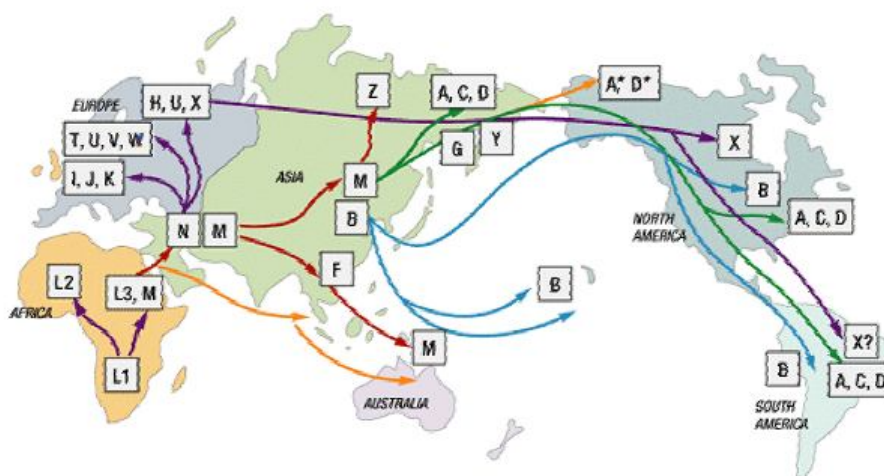 Z
A, C, D
A,* D*
EUROPE
H, U, X
T, U, V, W
G
Y
X
I, J, K
ASIA
M
B
B
NORTH
AMERICA
A, C, D
N
M
F
L2
L3, M
B
AFRICA
M
X?
L1
B
A, C, D
AUSTRALIA
SOUTH
AMERICA